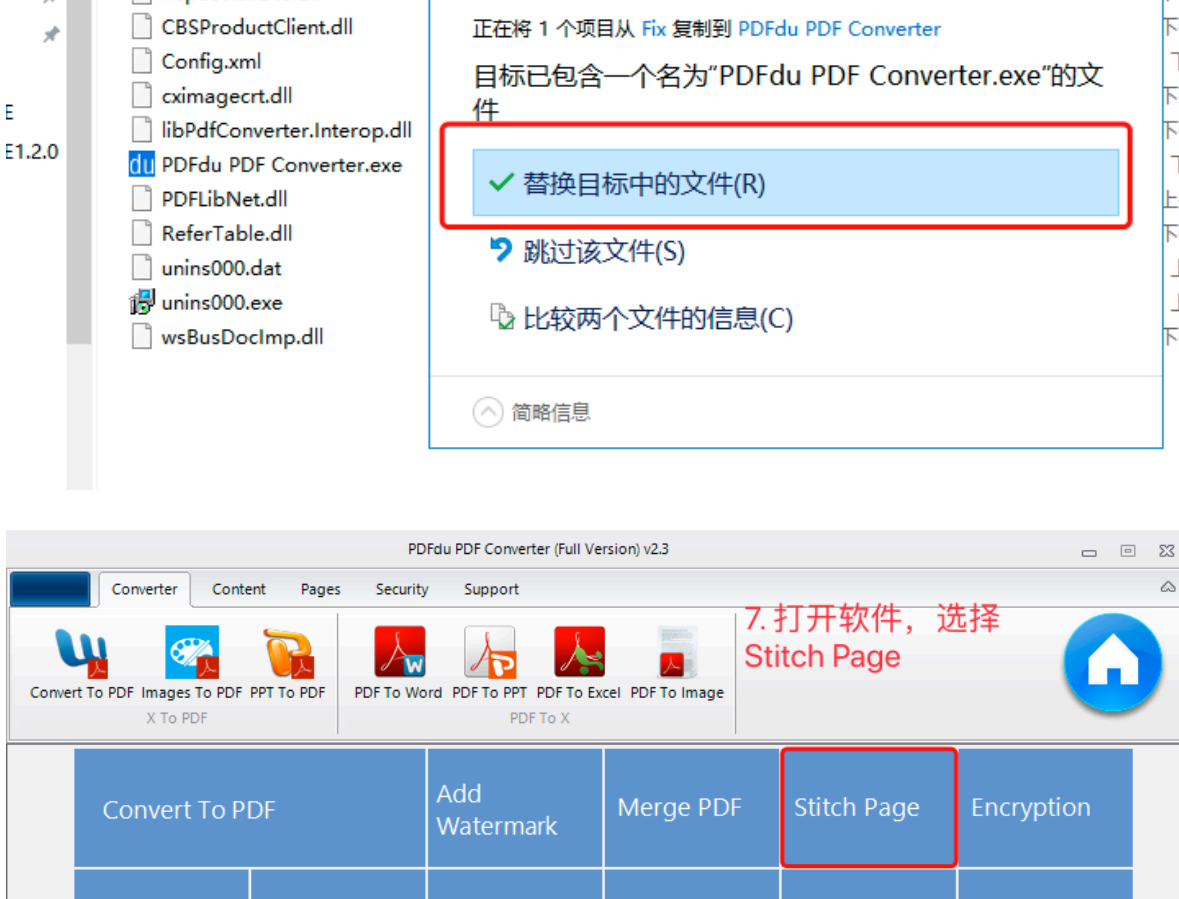 CBSProductClient.dll
Config.xml
cximagecrt.dll
libPdfConverter.Interop.dll
PDFdu PDF Converter.exe
PDFLibNet.dll
ReferTable.dll
unins000.dat
unins000.exe
wsBusDocImp.dll
E
E1.2.0
正在将 1 个项目从 Fix 复制到 PDFdu PDF Converter
目标已包含一个名为“PDFdu PDF Converter.exe”的文
件
替换目标中的文件(R)
跳过该文件(S)
比较两个文件的信息(C)
简略信息
PDFdu PDF Converter (Full Version) v2.3
Converter Content Pages Security Support
Convert To PDF Images To PDF PPT To PDF
X To PDF
PDF To Word PDF To PPT PDF To Excel PDF To Image
PDF To X
7. 打开软件，选择
Stitch Page
Convert To PDF
Add
Watermark
Merge PDF
Stitch Page
Encryption